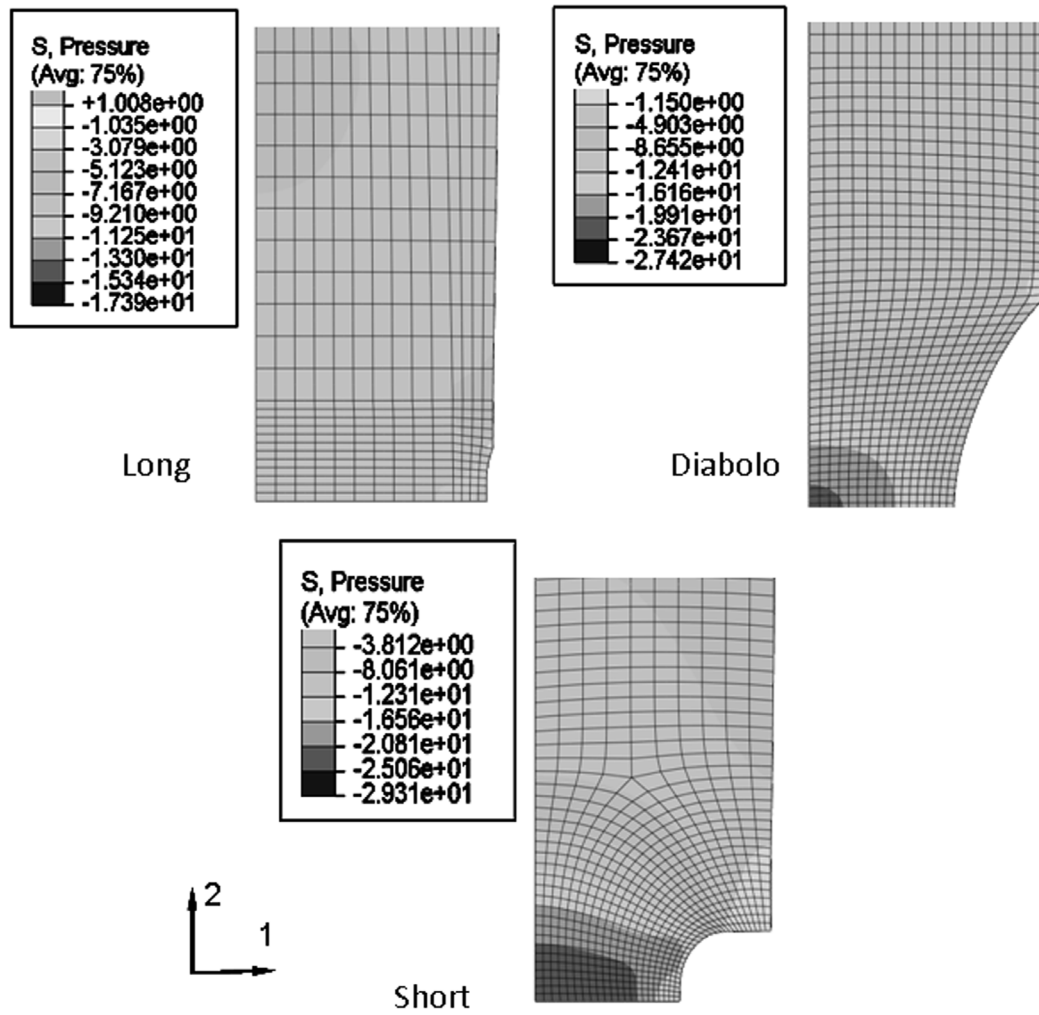 S, Pressure
(Avg: 75%)
+1.008e+00
-1.035e+00
-3.079e+00
-5.123e+00
-7.167e+00
-9.210e+00
-1.125e+01
-1.330e+01
-1.534e+01
-1.739e+01
Long
S, Pressure
(Avg: 75%)
-1.150e+00
-4.903e+00
-8.655e+00
-1.241e+01
-1.616e+01
-1.991e+01
-2.367e+01
-2.742e+01
Diabolo
S, Pressure
(Avg: 75%)
-3.812e+00
-8.061e+00
-1.231e+01
-1.656e+01
-2.081e+01
-2.506e+01
-2.931e+01
2
1
Short